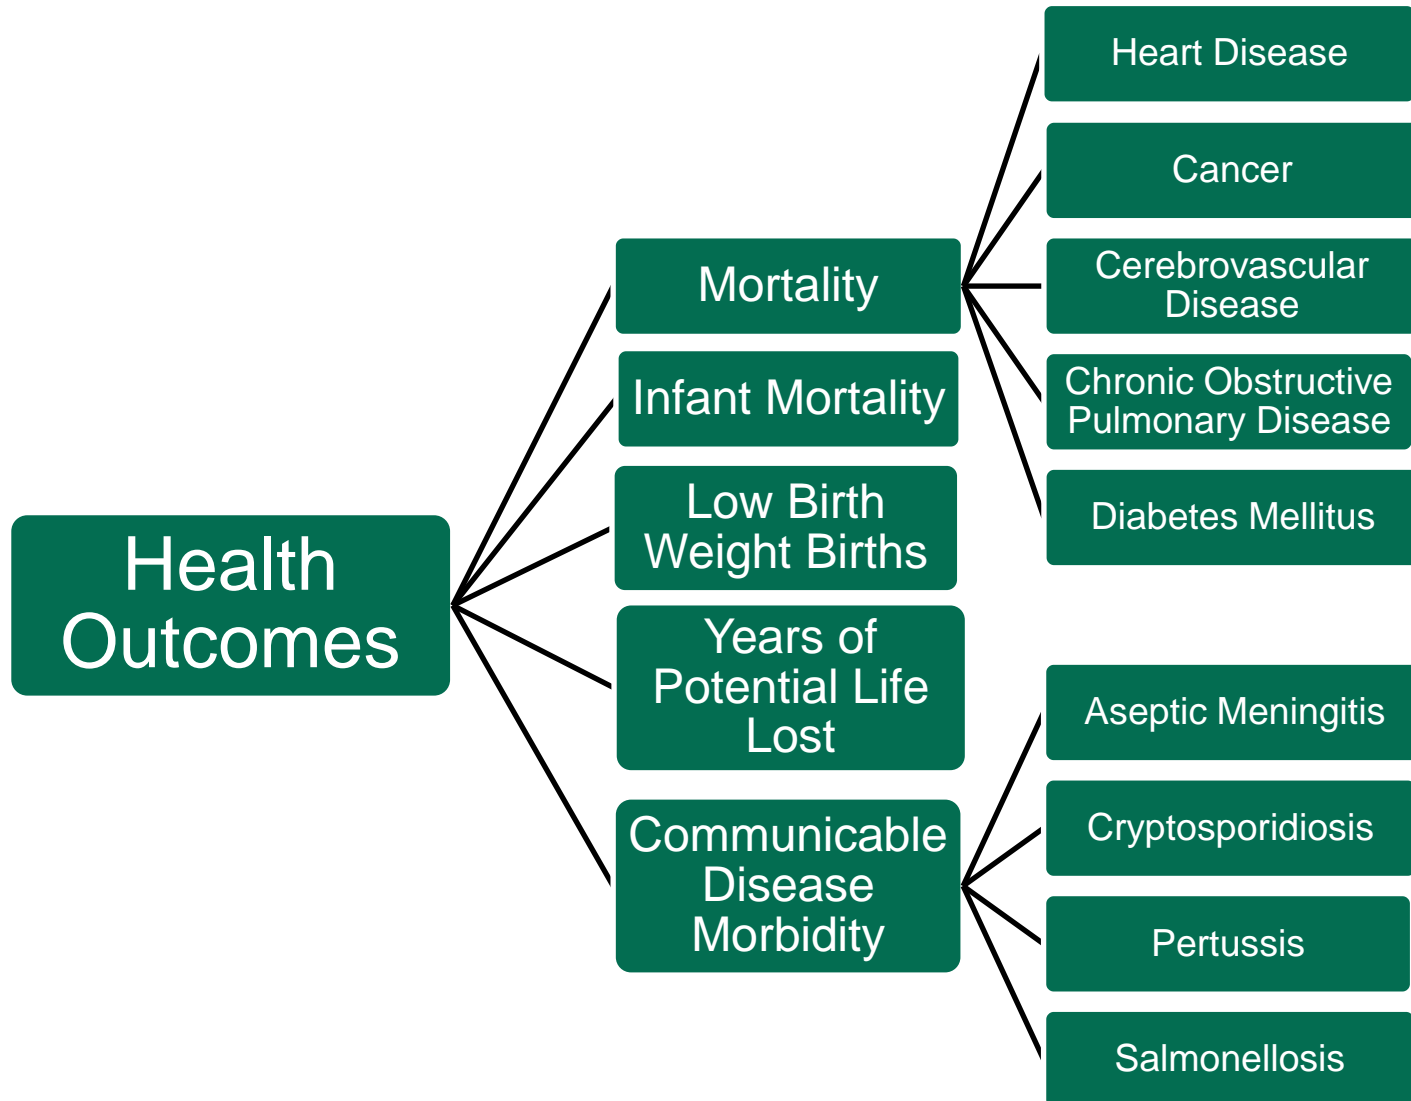 Health
Outcomes
Mortality
Infant Mortality
Low Birth
Weight Births
Years of
Potential Life
Lost
Communicable
Disease
Morbidity
Heart Disease
Cancer
Cerebrovascular
Disease
Chronic Obstructive
Pulmonary Disease
Diabetes Mellitus
Aseptic Meningitis
Cryptosporidiosis
Pertussis
Salmonellosis